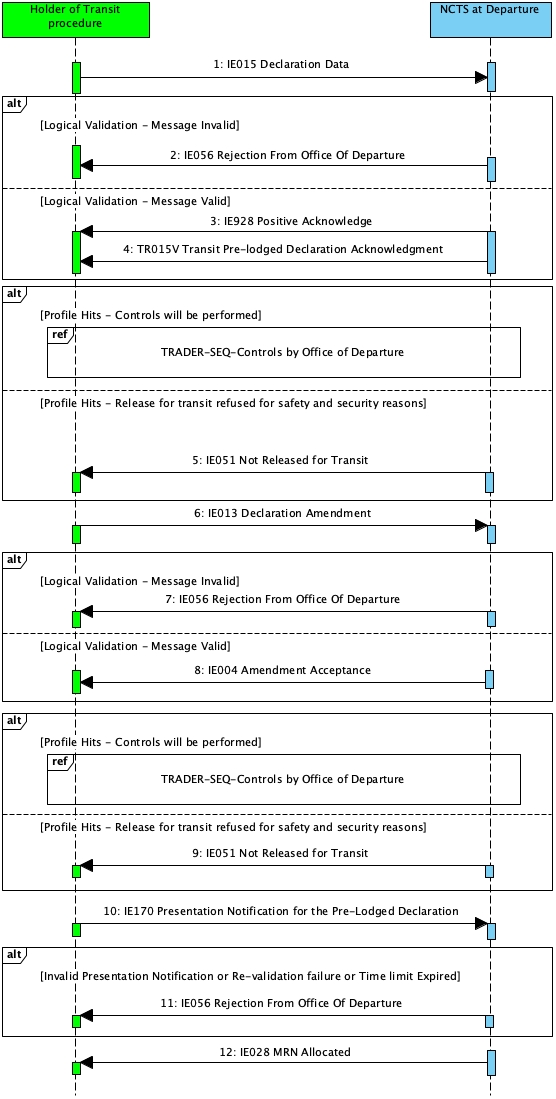 Holder of Transit
procedure
NCTS at Departure
1: IE015 Declaration Data
alt
[Logical Validation - Message Invalid]
2: IE056 Rejection From Office Of Departure
[Logical Validation - Message Valid]
3: IE928 Positive Acknowledge
4: TR015V Transit Pre-lodged Declaration Acknowledgment
alt
[Profile Hits - Controls will be performed]
ref
TRADER-SEQ-Controls by Office of Departure
[Profile Hits - Release for transit refused for safety and security reasons]
5: IE051 Not Released for Transit
6: IE013 Declaration Amendment
alt
[Logical Validation - Message Invalid]
7: IE056 Rejection From Office Of Departure
[Logical Validation - Message Valid]
8: IE004 Amendment Acceptance
alt
[Profile Hits - Controls will be performed]
ref
TRADER-SEQ-Controls by Office of Departure
[Profile Hits - Release for transit refused for safety and security reasons]
9: IE051 Not Released for Transit
10: IE170 Presentation Notification for the Pre-Lodged Declaration
alt
[Invalid Presentation Notification or Re-validation failure or Time limit Expired]
11: IE056 Rejection From Office Of Departure
12: IE028 MRN Allocated